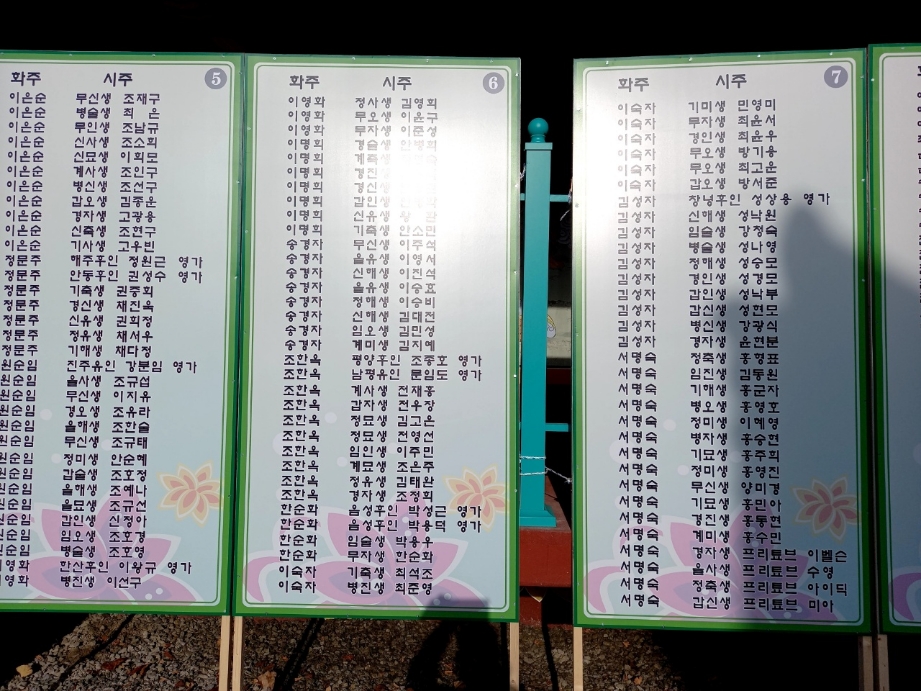 화주 시주 5
이은순 무신생 조재구
이은순 병술생 최 은
이은순 무인생 조남규
이은순 신사생 조소희
이은순 신묘생 이희모
이은순 계사생 조인구
이은순 병신생 조선구
이은순 갑오생 김종운
이은순 경자생 고광용
이은순 신축생 조현구
이은순 기사생 고우빈
정문주 해주후인 정원근 영가
정문주 안동후인 권성수 영가
정문주 기축생 권중회
정문주 경신생 채진옥
정문주 신유생 권희정
정문주 정유생 채서우
정문주 기해생 채다정
원순임 진주유인 강분임 영가
원순임 을사생 조규섭
원순임 무신생 이지유
원순임 경오생 조유라
원순임 을해생 조한슬
원순임 무신생 조규태
원순임 정미생 안순혜
원순임 갑술생 조호정
원순임 을해생 조예나
원순임 을묘생 조규선
원순임 갑인생 신정아
원순임 임오생 조호경
원순임 병술생 조호영
이영화 한산후인 이왕규 영가
이영화 병진생 이선구
화주 시주 6
이영화 정사생 김영희
이영화 무오생 이윤구
이영화 무자생 이준성
이명희 경술생
이명희 계축생
이명희 경진
이명희 경신
이명희 갑인
이명희 신유생
이명희 기축생 안소민
송경자 무신생 이주석
송경자 을유생 이영서
송경자 신해생 이진석
송경자 을유생 이승효
송경자 정해생 이승비
송경자 신해생 김대천
송경자 임오생 김민성
송경자 계미생 김지예
조한옥 평양후인 조종호 영가
조한옥 남평유인 문임도 영가
조한옥 계사생 전재홍
조한옥 갑자생 전우장
조한옥 정묘생 김고은
조한옥 정묘생 전영선
조한옥 임인생 이주민
조한옥 계묘생 조은주
조한옥 정유생 김태완
조한옥 경자생 조정희
한순화 음성후인 박성근 영가
한순화 음성후인 박용덕 영가
한순화 임술생 박용우
한순화 무자생 한순화
이숙자 기축생 최석조
이숙자 병진생 최준영
화주 시주 7
이숙자 기미생 민영미
이숙자 무자생 최윤서
이숙자 경인생 최윤우
이숙자 무오생 방기용
이숙자 무오생 최고운
이숙자 갑오생 방서준
김성자 창녕후인 성상용 영가
김성자 신해생 성낙원
김성자 임술생 강정숙
김성자 병술생 성나영
김성자 정해생 성승모
김성자 경인생 성경모
김성자 갑인생 성낙부
김성자 갑신생 성현모
김성자 병신생 강광식
김성자 경자생 윤현분
서명숙 정축생 홍형표
서명숙 임진생 김동원
서명숙 기해생 홍군자
서명숙 병오생 홍영호
서명숙 정미생 이혜영
서명숙 병자생 홍승현
서명숙 기묘생 홍주희
서명숙 정미생 홍영진
서명숙 무신생 양미경
서명숙 기묘생 홍민아
서명숙 경진생 홍동현
서명숙 계미생 홍수민
서명숙 경자생 프리툐브 이벨슨
서명숙 을사생 프리툐브 수영
서명숙 정축생 프리툐브 아이딕
서명숙 갑신생 프리툐브 미아